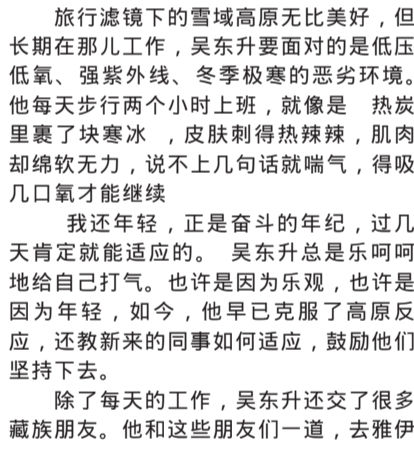 旅行滤镜下的雪域高原无比美好，但
长期在那儿工作，吴东升要面对的是低压
低氧、强紫外线、冬季极寒的恶劣环境。
他每天步行两个小时上班，就像是 热炭
里裹了块寒冰 ，皮肤刺得热辣辣，肌肉
却绵软无力，说不上几句话就喘气，得吸
几口氧才能继续
我还年轻，正是奋斗的年纪，过几
天肯定就能适应的。 吴东升总是乐呵呵
地给自己打气。也许是因为乐观，也许是
因为年轻，如今，他早已克服了高原反
应，还教新来的同事如何适应，鼓励他们
坚持下去。
除了每天的工作，吴东升还交了很多
藏族朋友。他和这些朋友们一道，去雅伊